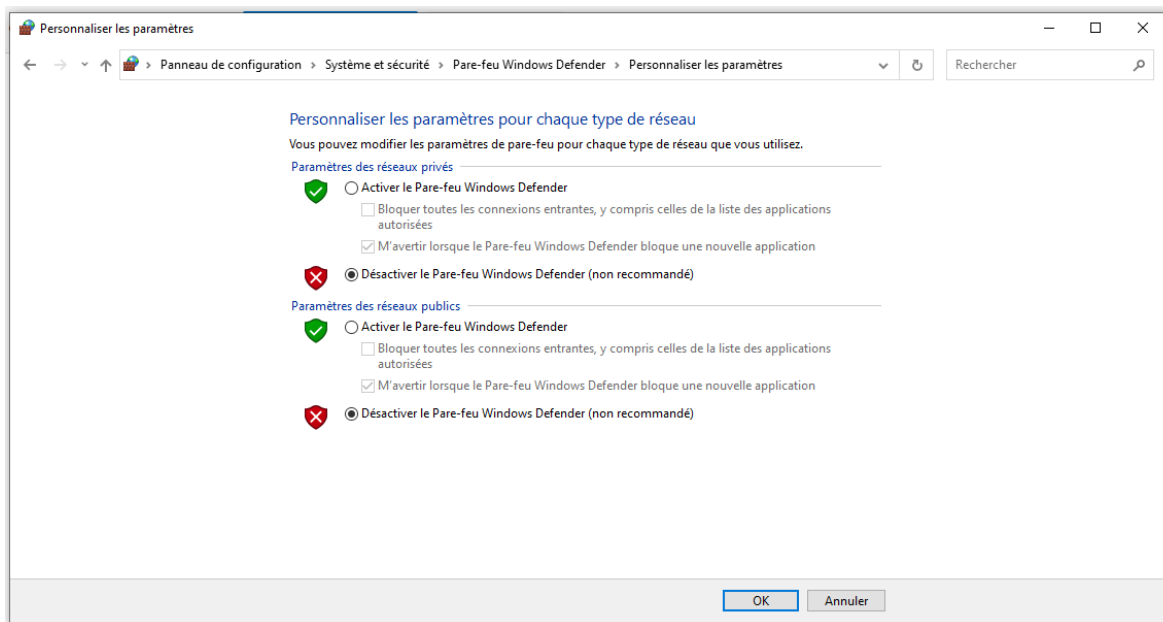 Personnaliser les paramètres
Panneau de configuration > Système et sécurité > Pare-feu Windows Defender > Personnaliser les paramètres
Rechercher
Personnaliser les paramètres pour chaque type de réseau
Vous pouvez modifier les paramètres de pare-feu pour chaque type de réseau que vous utilisez.
Paramètres des réseaux privés
Activer le Pare-feu Windows Defender
Bloquer toutes les connexions entrantes, y compris celles de la liste des applications
autorisées
M'avertir lorsque le Pare-feu Windows Defender bloque une nouvelle application
Désactiver le Pare-feu Windows Defender (non recommandé)
Paramètres des réseaux publics
Activer le Pare-feu Windows Defender
Bloquer toutes les connexions entrantes, y compris celles de la liste des applications
autorisées
M'avertir lorsque le Pare-feu Windows Defender bloque une nouvelle application
Désactiver le Pare-feu Windows Defender (non recommandé)
OK
Annuler